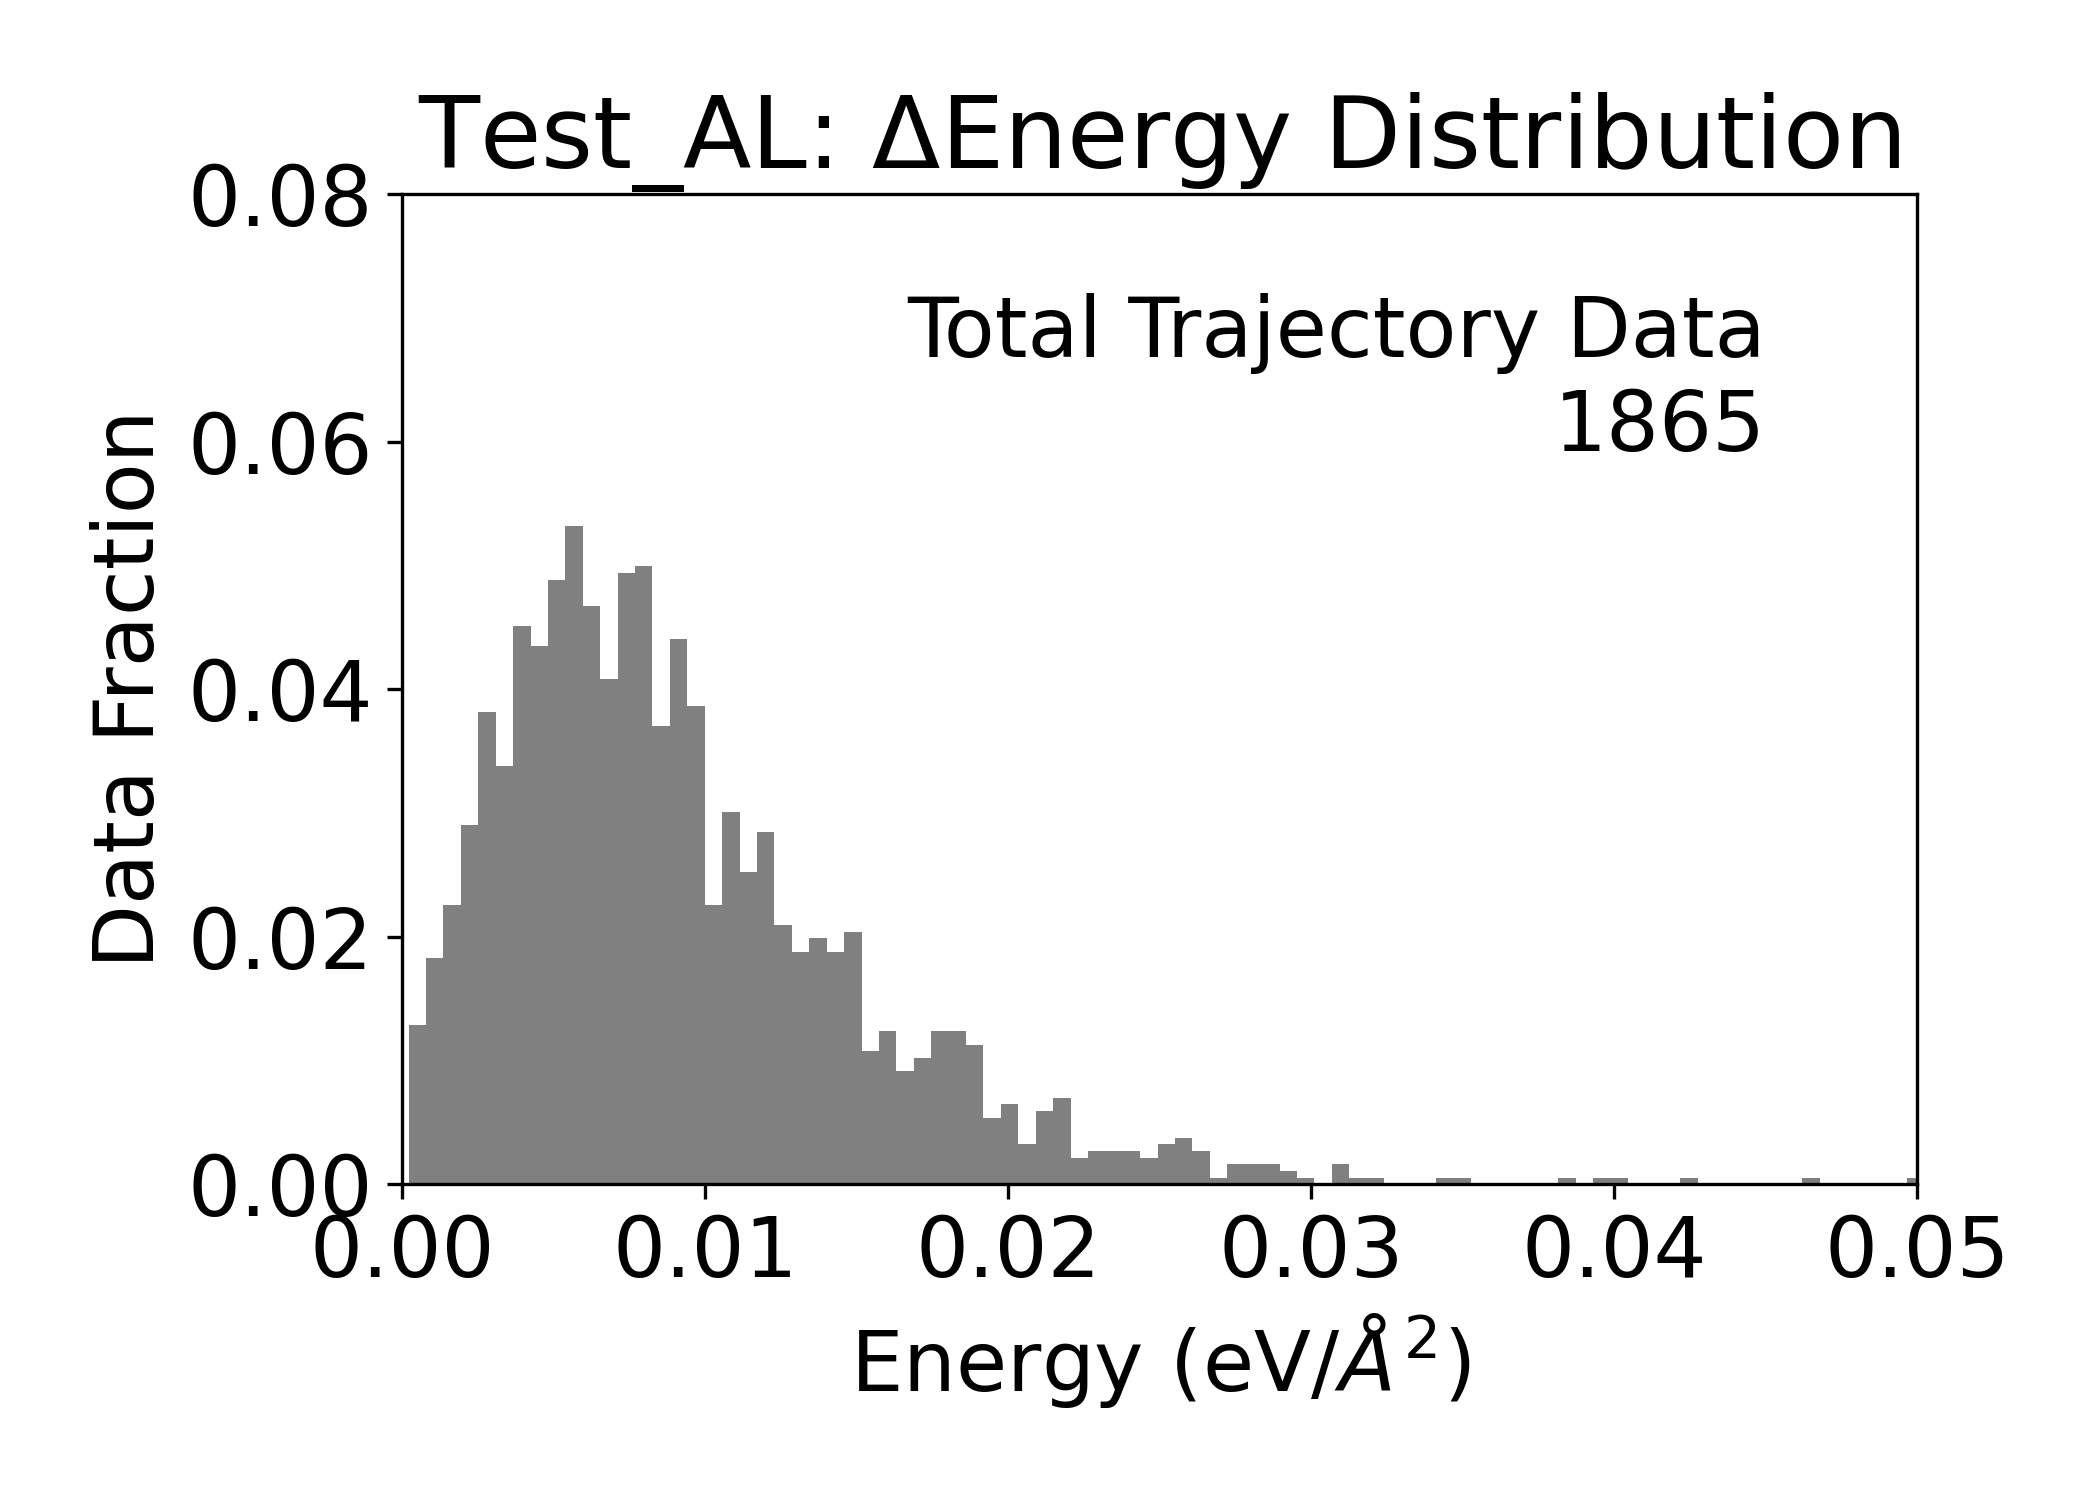 Test_AL: ΔEnergy Distribution
0.08
0.06
0.04
0.02
0.00
Data Fraction
Total Trajectory Data
1865
0.00 0.01 0.02 0.03 0.04 0.05
Energy (eV/Å²)